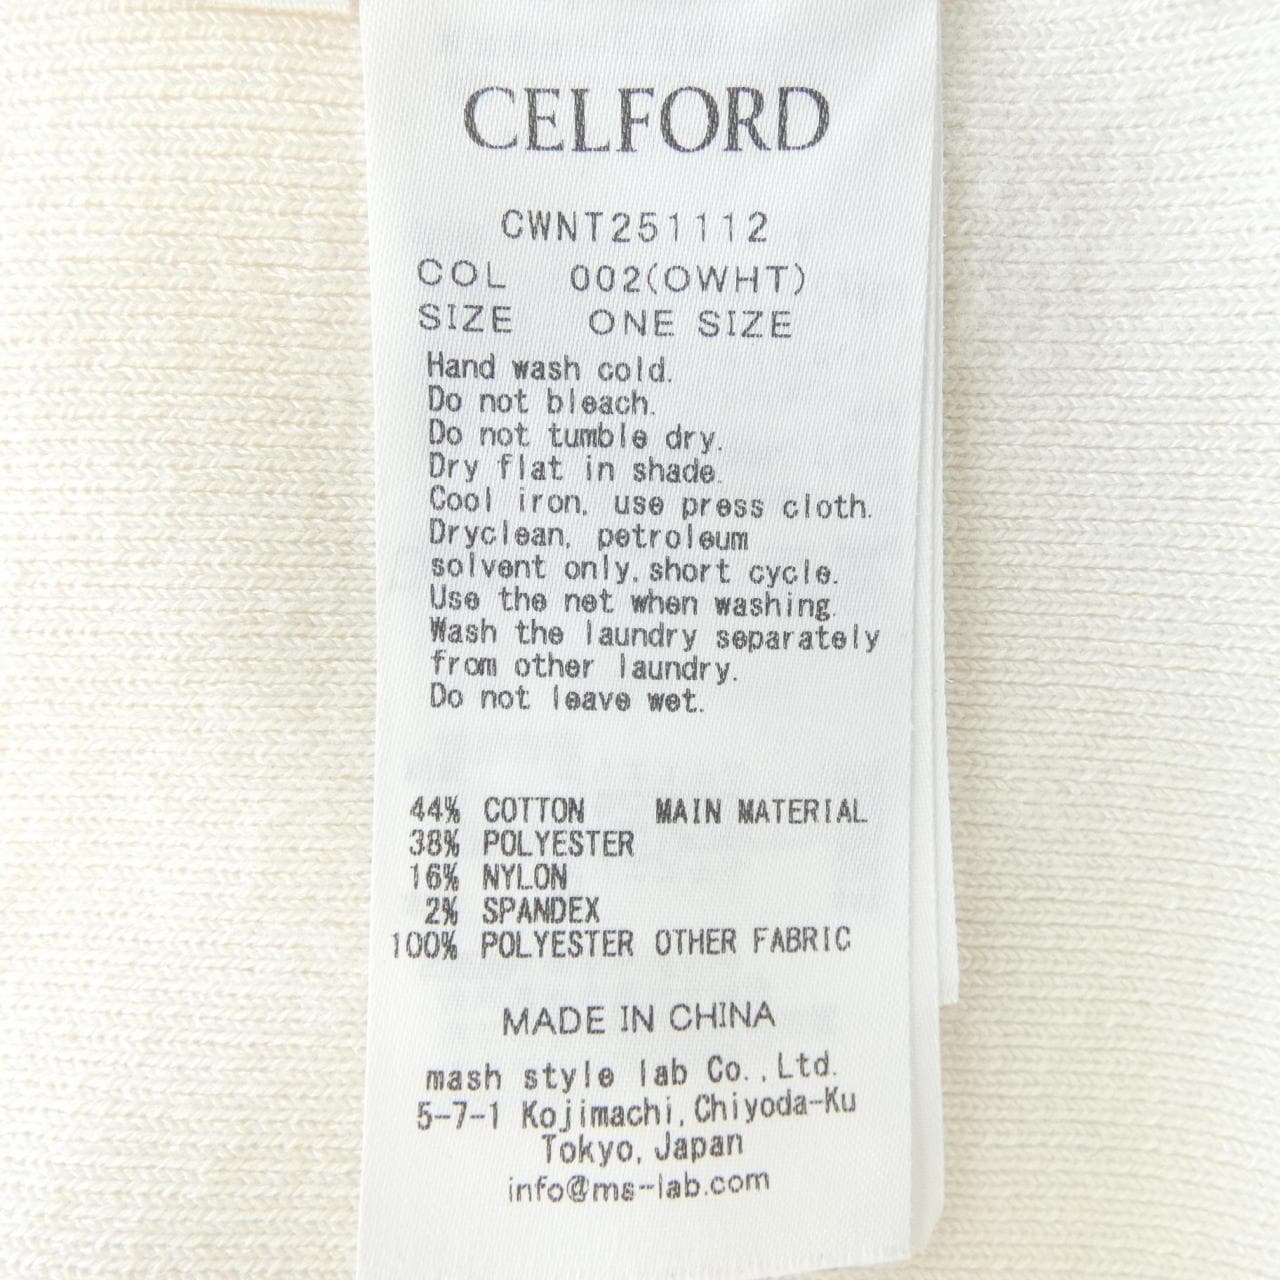 CELFORD
CWNT251112
COL 002(OWHT)
SIZE ONE SIZE
Hand wash cold.
Do not bleach.
Do not tumble dry.
Dry flat in shade.
Cool iron, use press cloth.
Dryclean, petroleum
solvent only, short cycle.
Use the net when washing.
Wash the laundry separately
from other laundry.
Do not leave wet.
44% COTTON MAIN MATERIAL
38% POLYESTER
16% NYLON
2% SPANDEX
100% POLYESTER OTHER FABRIC
MADE IN CHINA
mash style lab Co.,Ltd.
5-7-1 Kojimachi,Chiyoda-Ku
Tokyo, Japan
info@ms-lab.com